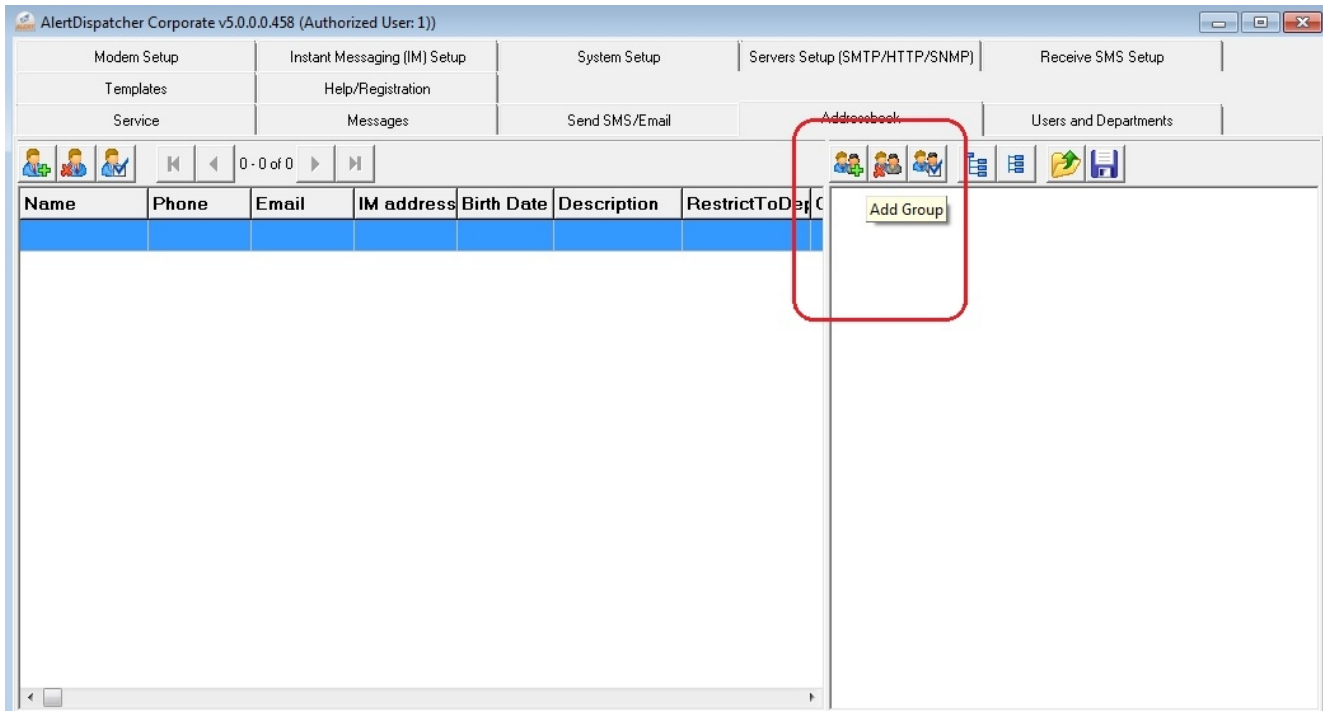 AlertDispatcher Corporate v5.0.0.0.458 (Authorized User: 1))
Modem Setup Instant Messaging (IM) Setup System Setup Servers Setup (SMTP/HTTP/SNMP) Receive SMS Setup
Templates Help/Registration
Service Messages Send SMS/Email Addressbook Users and Departments
0 - 0 of 0
Name Phone Email IM address Birth Date Description RestrictToDep
Add Group